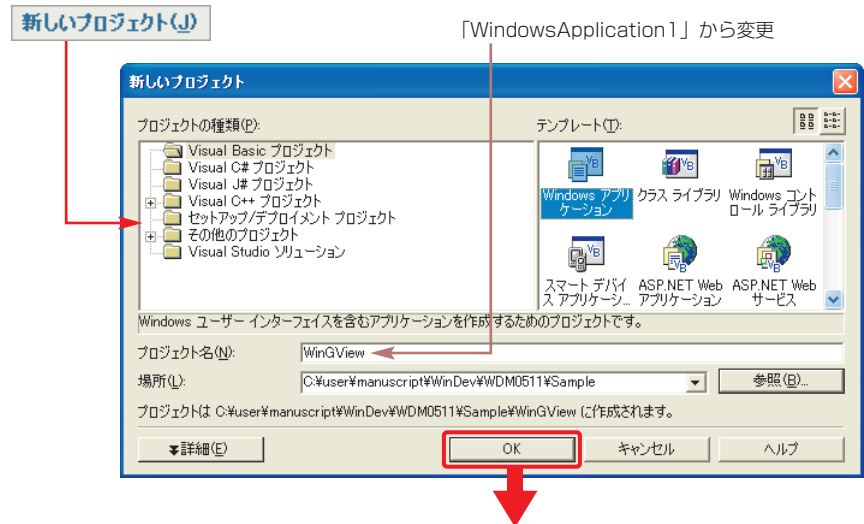 新しいプロジェクト(J)
「WindowsApplication1」から変更
新しいプロジェクト
プロジェクトの種類(P):
Visual Basic プロジェクト
Visual C# プロジェクト
Visual J# プロジェクト
Visual C++ プロジェクト
セットアップ/デプロイメント プロジェクト
その他のプロジェクト
Visual Studio ソリューション
テンプレート(T):
Windows アプリ
ケーション
クラス ライブラリ
Windows コント
ロール ライブラリ
スマート デバイ
ス アプリケーシ...
ASP.NET Web
アプリケーション
ASP.NET Web
サービス
Windows ユーザー インターフェイスを含むアプリケーションを作成するためのプロジェクトです。
プロジェクト名(N):
WinGView
場所(L):
C:¥user¥manuscript¥WinDev¥WDM0511¥Sample
参照(B)...
プロジェクトは C:¥user¥manuscript¥WinDev¥WDM0511¥Sample¥WinGView に作成されます。
詳細(E)
OK
キャンセル
ヘルプ